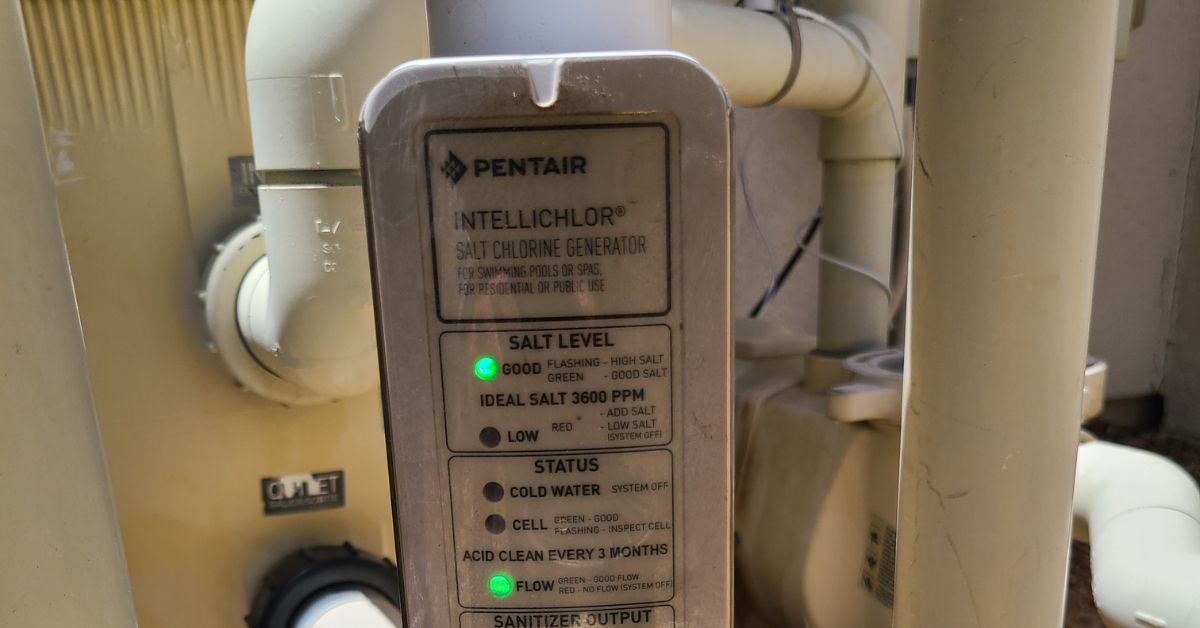 PENTAIR
INTELLICHLOR®
SALT CHLORINE GENERATOR
FOR SWIMMING POOLS OR SPAS,
FOR RESIDENTIAL OR PUBLIC USE
SALT LEVEL
GOOD FLASHING - HIGH SALT
GREEN - GOOD SALT
IDEAL SALT 3600 PPM
- ADD SALT
LOW RED - LOW SALT
(SYSTEM OFF)
STATUS
COLD WATER SYSTEM OFF
CELL GREEN - GOOD
FLASHING - INSPECT CELL
ACID CLEAN EVERY 3 MONTHS
FLOW GREEN - GOOD FLOW
RED - NO FLOW (SYSTEM OFF)
SANITIZER OUTPUT
OUTLET